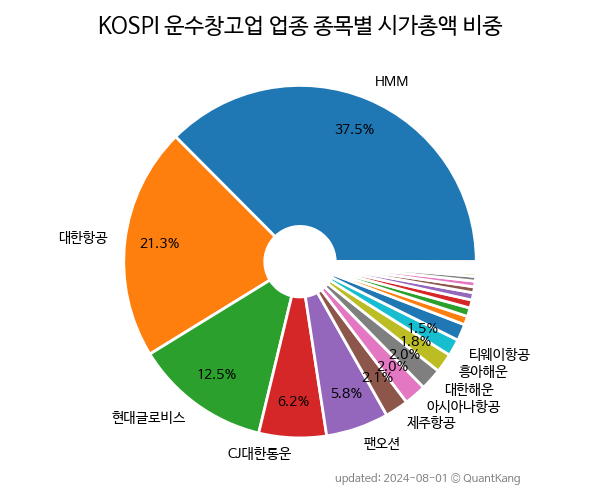 KOSPI 운수창고업 업종 종목별 시가총액 비중
HMM
37.5%
대한항공
21.3%
현대글로비스
12.5%
CJ대한통운
6.2%
팬오션
5.8%
제주항공
2.1%
아시아나항공
2.0%
대한해운
2.0%
흥아해운
1.8%
티웨이항공
1.5%
updated: 2024-08-01 © QuantKang